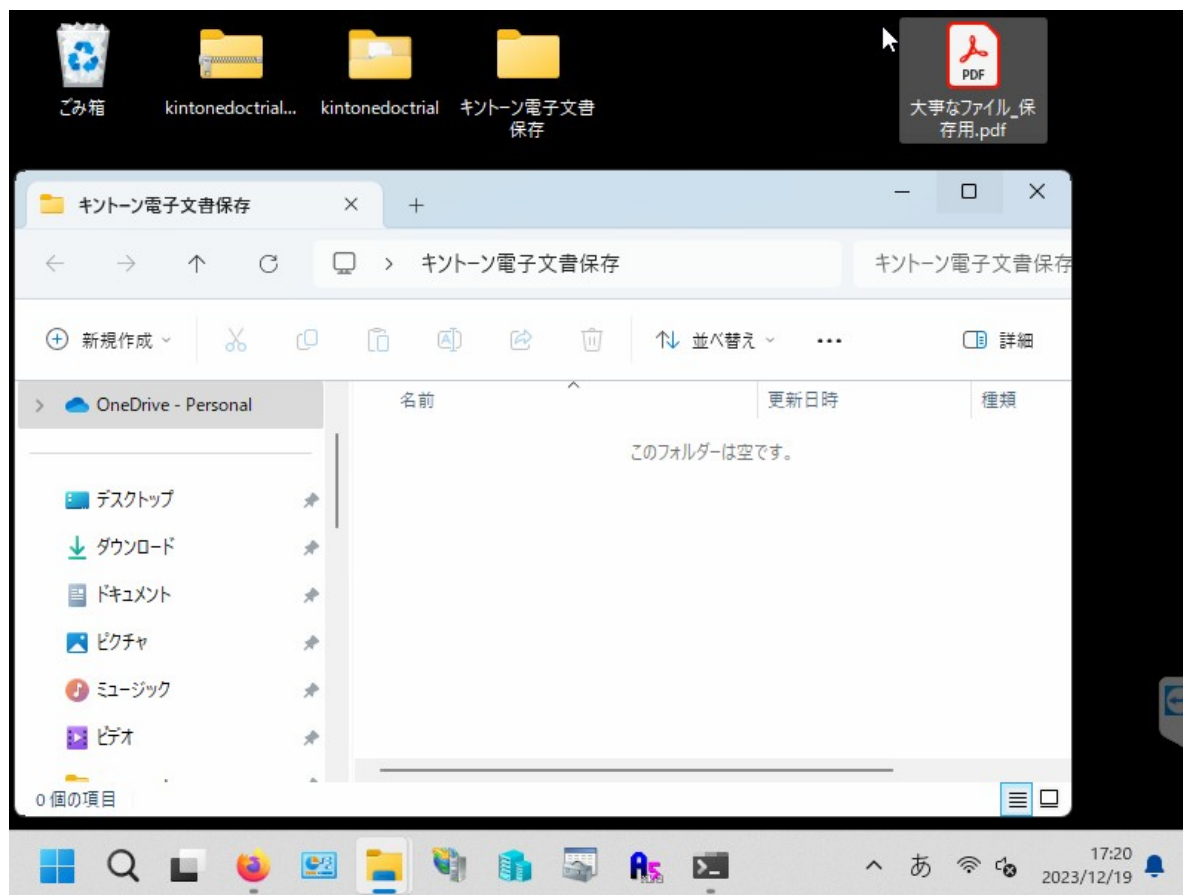 ごみ箱
kintonedoctrial...
kintonedoctrial
キントーン電子文書
保存
PDF
大事なファイル_保
存用.pdf
キントーン電子文書保存
キントーン電子文書保存
キントーン電子文書保存
新規作成
並べ替え
詳細
OneDrive - Personal
名前
更新日時
種類
このフォルダーは空です。
デスクトップ
ダウンロード
ドキュメント
ピクチャ
ミュージック
ビデオ
0 個の項目
あ
17:20
2023/12/19